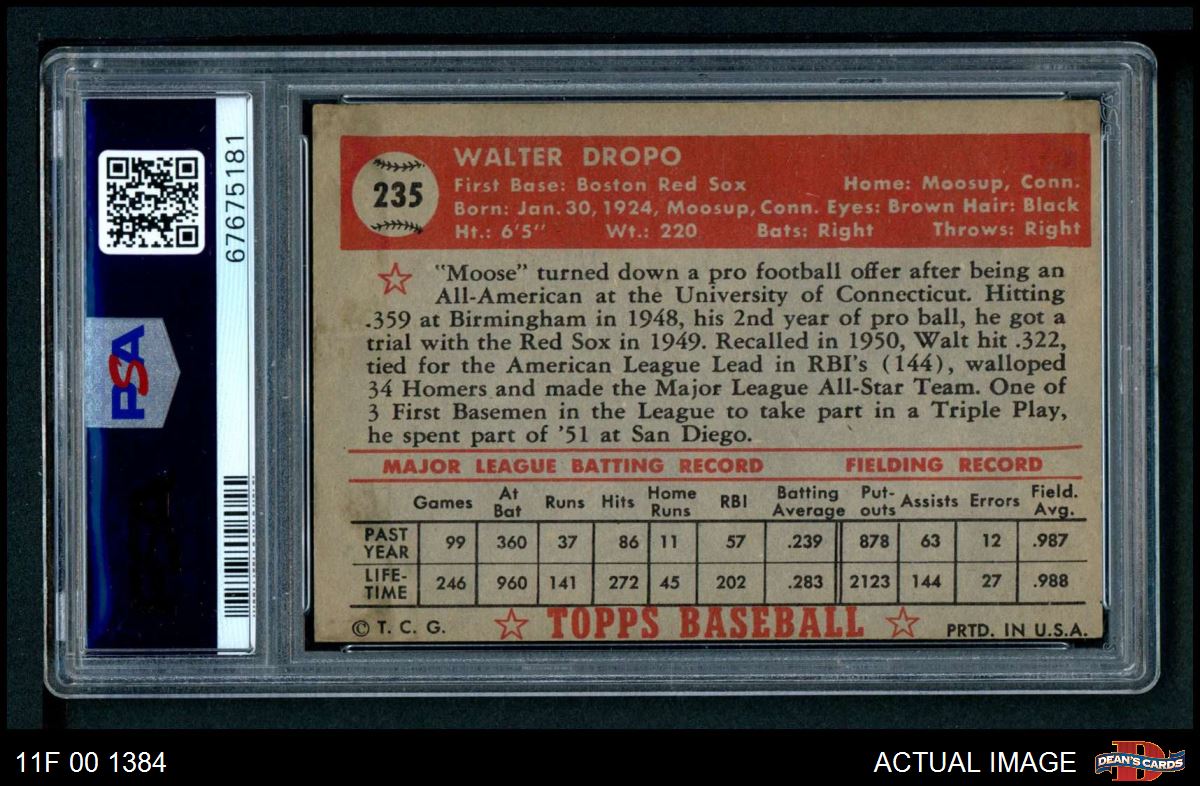 67675181
PSA
235
WALTER DROPO
First Base: Boston Red Sox Home: Moosup, Conn.
Born: Jan. 30, 1924, Moosup, Conn. Eyes: Brown Hair: Black
Ht.: 6'5" Wt.: 220 Bats: Right Throws: Right
"Moose" turned down a pro football offer after being an
All-American at the University of Connecticut. Hitting
.359 at Birmingham in 1948, his 2nd year of pro ball, he got a
trial with the Red Sox in 1949. Recalled in 1950, Walt hit .322,
tied for the American League Lead in RBI's (144), walloped
34 Homers and made the Major League All-Star Team. One of
3 First Basemen in the League to take part in a Triple Play,
he spent part of '51 at San Diego.
MAJOR LEAGUE BATTING RECORD FIELDING RECORD
Games At Bat Runs Hits Home Runs RBI Batting Average Put-outs Assists Errors Field. Avg.
PAST YEAR 99 360 37 86 11 57 .239 878 63 12 .987
LIFE-TIME 246 960 141 272 45 202 .283 2123 144 27 .988
© T. C. G. TOPPS BASEBALL PRTD. IN U.S.A.
11F 00 1384 ACTUAL IMAGE DEAN'S CARDS